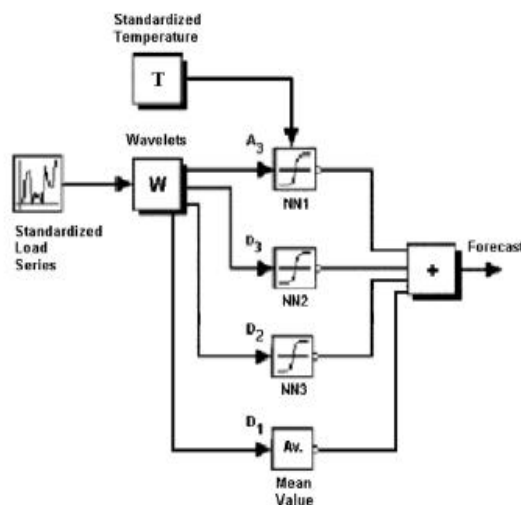 Standardized
Temperature
T
Wavelets
W
Standardized
Load
Series
A3
NN1
D3
NN2
D2
NN3
D1
Av.
Mean
Value
+
Forecast